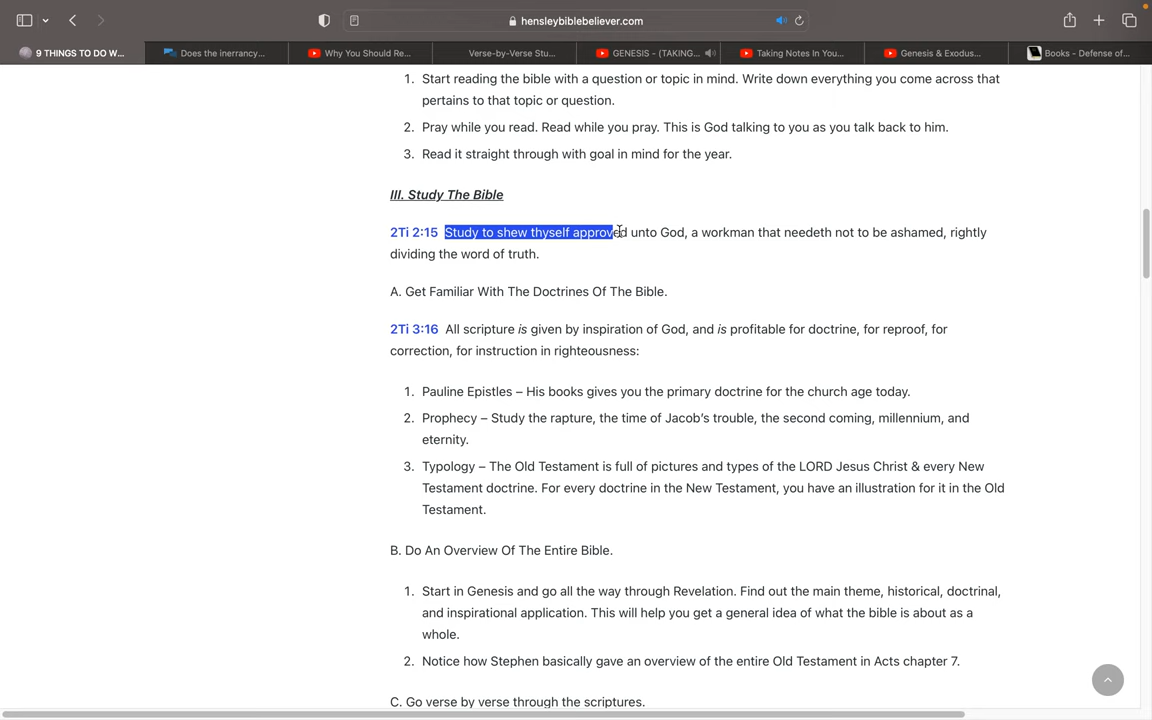 hensleybiblebeliever.com
9 THINGS TO DO W...
Does the inerrancy...
Why You Should Re...
Verse-by-Verse Stu...
GENESIS - (TAKING...
Taking Notes In You...
Genesis & Exodus...
Books - Defense of...
1. Start reading the bible with a question or topic in mind. Write down everything you come across that
pertains to that topic or question.
2. Pray while you read. Read while you pray. This is God talking to you as you talk back to him.
3. Read it straight through with goal in mind for the year.
III. Study The Bible
2Ti 2:15 Study to shew thyself approved unto God, a workman that needeth not to be ashamed, rightly
dividing the word of truth.
A. Get Familiar With The Doctrines Of The Bible.
2Ti 3:16 All scripture is given by inspiration of God, and is profitable for doctrine, for reproof, for
correction, for instruction in righteousness:
1. Pauline Epistles – His books gives you the primary doctrine for the church age today.
2. Prophecy – Study the rapture, the time of Jacob’s trouble, the second coming, millennium, and
eternity.
3. Typology – The Old Testament is full of pictures and types of the LORD Jesus Christ & every New
Testament doctrine. For every doctrine in the New Testament, you have an illustration for it in the Old
Testament.
B. Do An Overview Of The Entire Bible.
1. Start in Genesis and go all the way through Revelation. Find out the main theme, historical, doctrinal,
and inspirational application. This will help you get a general idea of what the bible is about as a
whole.
2. Notice how Stephen basically gave an overview of the entire Old Testament in Acts chapter 7.
C. Go verse by verse through the scriptures.